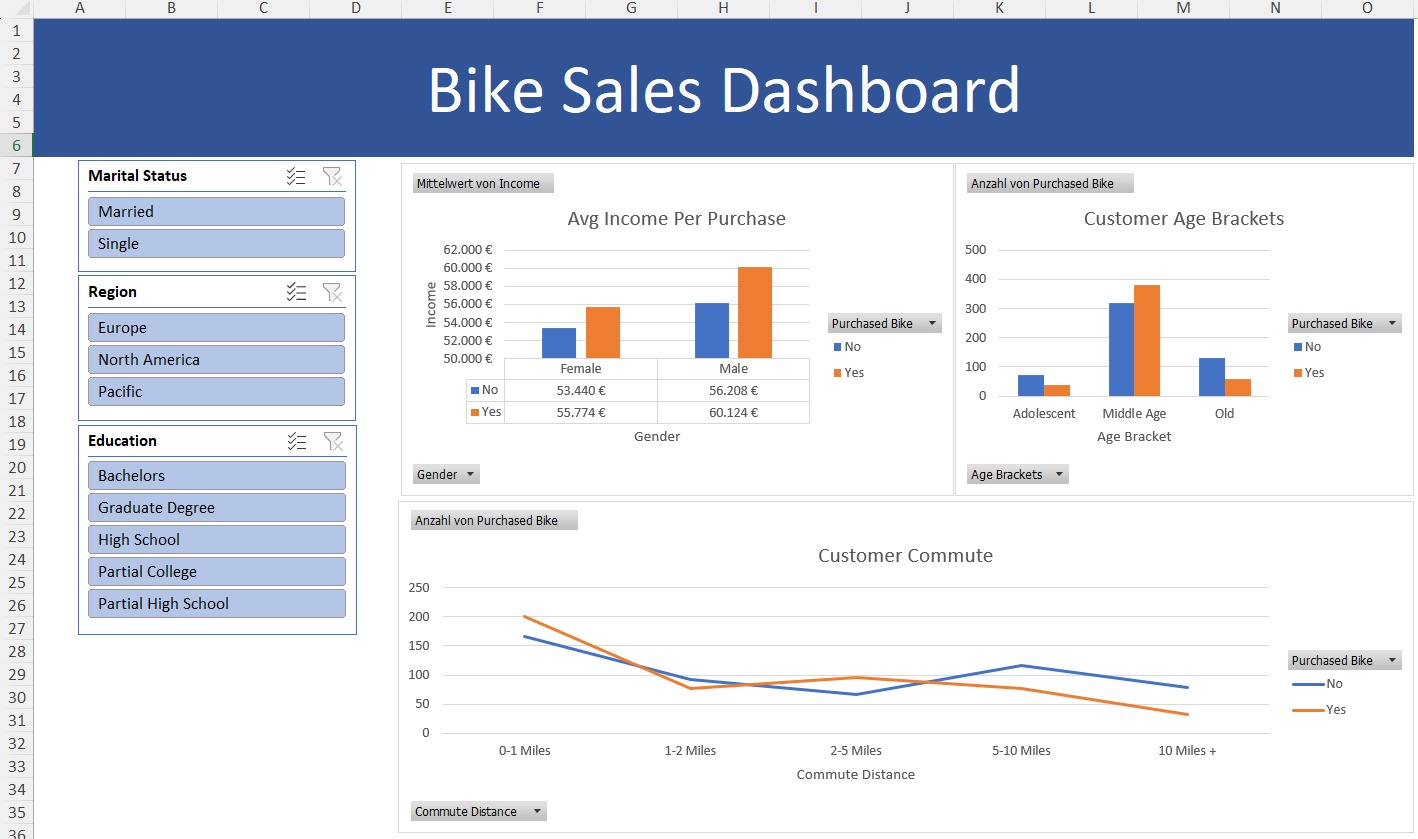 A B C D E F G H I J K L M N O
1
2
3
4
5
6
7
8
9
10
11
12
13
14
15
16
17
18
19
20
21
22
23
24
25
26
27
28
29
30
31
32
33
34
35
36
Bike Sales Dashboard
Marital Status
Married
Single
Region
Europe
North America
Pacific
Education
Bachelors
Graduate Degree
High School
Partial College
Partial High School
Mittelwert von Income
Avg Income Per Purchase
Income
62.000 €
60.000 €
58.000 €
56.000 €
54.000 €
52.000 €
50.000 €
Female Male
No 53.440 € 56.208 €
Yes 55.774 € 60.124 €
Gender
Purchased Bike
No
Yes
Gender
Anzahl von Purchased Bike
Customer Age Brackets
500
400
300
200
100
0
Adolescent Middle Age Old
Age Bracket
Purchased Bike
No
Yes
Age Brackets
Anzahl von Purchased Bike
Customer Commute
250
200
150
100
50
0
0-1 Miles 1-2 Miles 2-5 Miles 5-10 Miles 10 Miles +
Commute Distance
Purchased Bike
No
Yes
Commute Distance